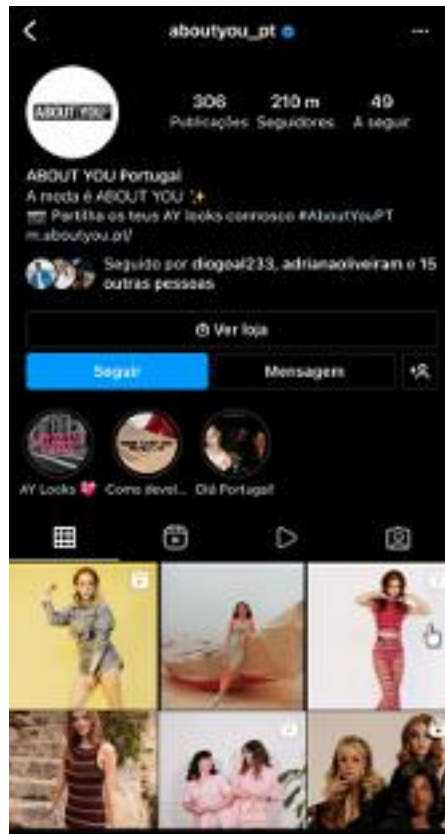 aboutyou_pt
ABOUT YOU
306 210 m 49
Publicações Seguidores A seguir
ABOUT YOU Portugal
A moda é ABOUT YOU ✨
Partilha os teus AY looks connosco #AboutYouPT
m.aboutyou.pt/
Seguido por diogoal233, adrianaoliveiram e 15
outras pessoas
Ver loja
Seguir Mensagem
AY Looks 💖 Como devol... Olá Portugal!